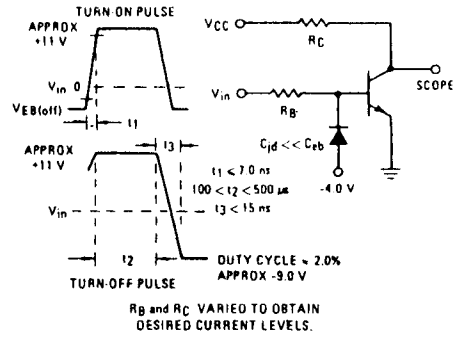 TURN-ON PULSE
APPROX
+11 V
Vin 0
VEB(off)
t1
APPROX
+11 V
t3
Vin
t2
TURN-OFF PULSE
t1 ≤ 7.0 ns
100 < t2 < 500 µs
t3 < 15 ns
DUTY CYCLE ≈ 2.0%
APPROX -9.0 V
VCC
RC
Vin
RB
SCOPE
Cjd << Ceb
-4.0 V
RB and RC VARIED TO OBTAIN
DESIRED CURRENT LEVELS.